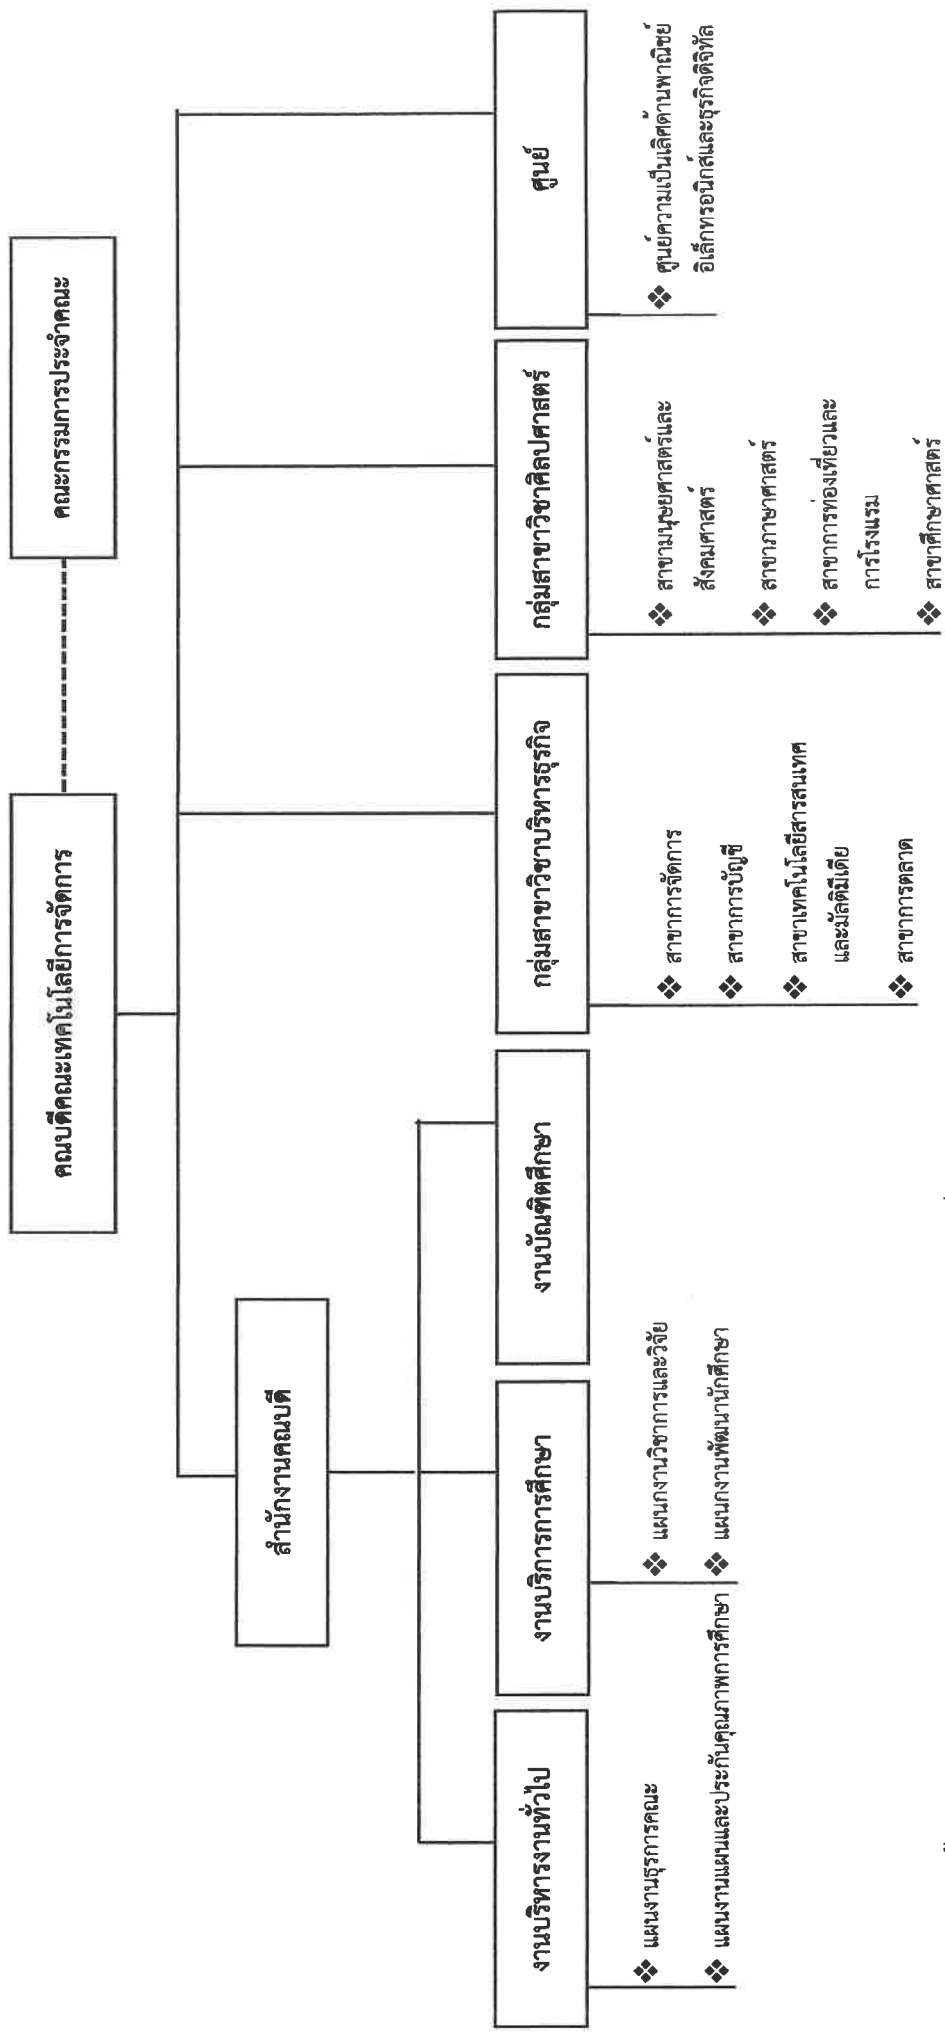 คณบดีคณะเทคโนโลยีการจัดการ
คณะกรรมการประจำคณะ
สำนักงานคณบดี
งานบริหารงานทั่วไป
งานบริการการศึกษา
งานบัณฑิตศึกษา
กลุ่มสาขาวิชาบริหารธุรกิจ
กลุ่มสาขาวิชาศิลปศาสตร์
ศูนย์
❖ แผนงานธุรการคณะ
❖ แผนงานแผนและประกันคุณภาพการศึกษา
❖ แผนกงานวิชาการและวิจัย
❖ แผนกงานพัฒนานักศึกษา
❖ สาขาการจัดการ
❖ สาขาการบัญชี
❖ สาขาเทคโนโลยีสารสนเทศ
และมัลติมีเดีย
❖ สาขาการตลาด
❖ สาขามนุษยศาสตร์และ
สังคมศาสตร์
❖ สาขาภาษาศาสตร์
❖ สาขาการท่องเที่ยวและ
การโรงแรม
❖ สาขาศึกษาศาสตร์
❖ ศูนย์ความเป็นเลิศด้านพาณิชย์
อิเล็กทรอนิกส์และธุรกิจดิจิทัล